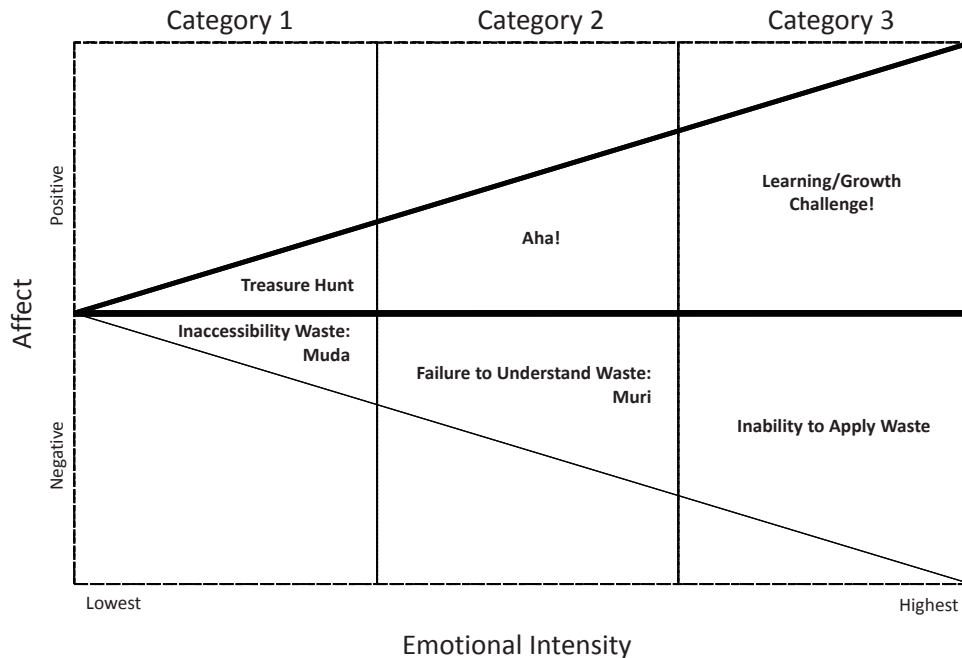 Category 1
Category 2
Category 3
Positive
Learning/Growth
Challenge!
Aha!
Treasure Hunt
Affect
Inaccessibility Waste:
Muda
Failure to Understand Waste:
Muri
Inability to Apply Waste
Negative
Lowest
Highest
Emotional Intensity